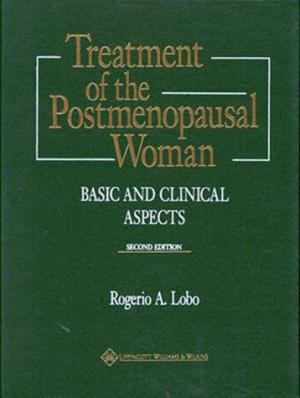 Treatment
of the
Postmenopausal
Woman
BASIC AND CLINICAL
ASPECTS
SECOND EDITION
Rogerio A. Lobo
LIPPINCOTT WILLIAMS & WILKINS